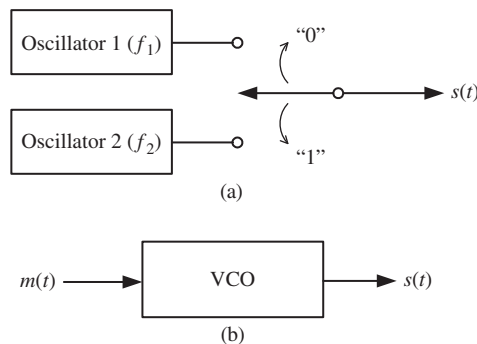 Oscillator 1 (f₁)
“0”
s(t)
Oscillator 2 (f₂)
“1”
(a)
m(t)
VCO
s(t)
(b)